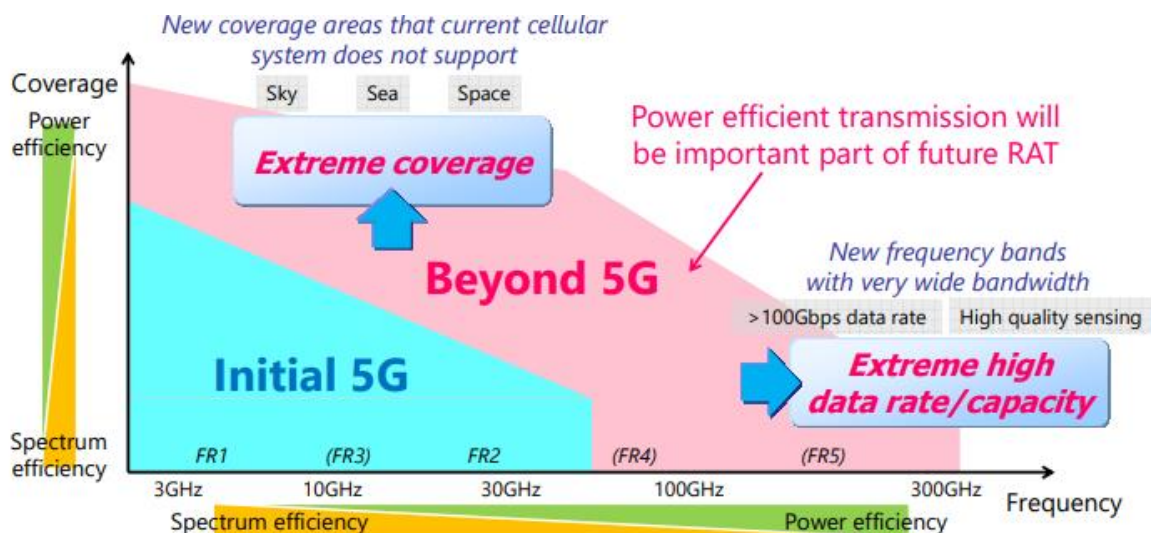 New coverage areas that current cellular
system does not support
Coverage
Sky Sea Space
Power
efficiency
Extreme coverage
Power efficient transmission will
be important part of future RAT
Beyond 5G
New frequency bands
with very wide bandwidth
>100Gbps data rate High quality sensing
Initial 5G
Extreme high
data rate/capacity
Spectrum
efficiency
FR1 (FR3) FR2 (FR4) (FR5)
3GHz 10GHz 30GHz 100GHz 300GHz
Frequency
Spectrum efficiency Power efficiency